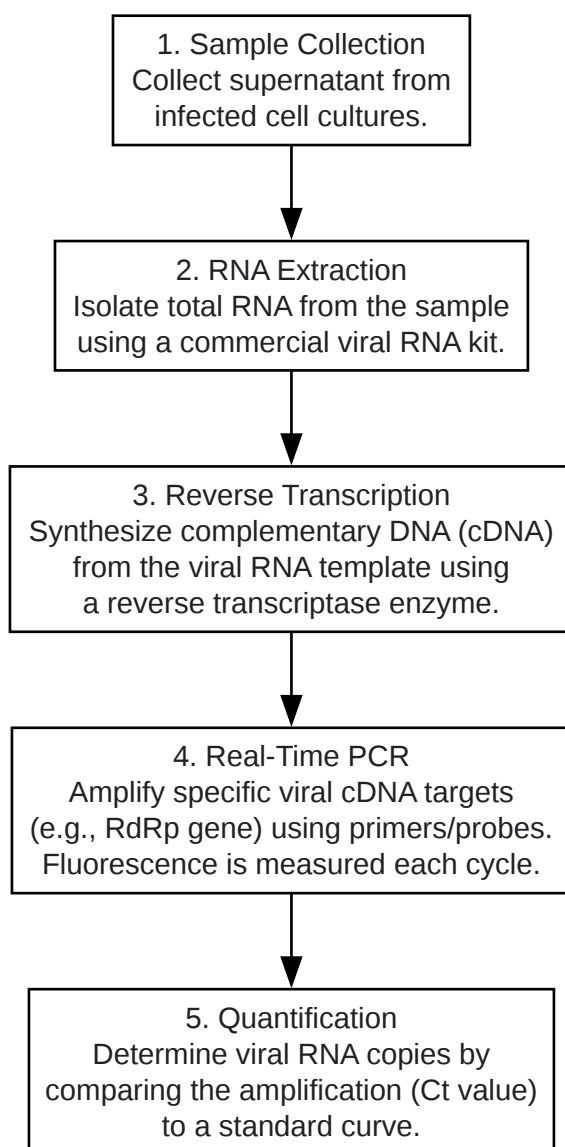 1. Sample Collection
Collect supernatant from
infected cell cultures.
2. RNA Extraction
Isolate total RNA from the sample
using a commercial viral RNA kit.
3. Reverse Transcription
Synthesize complementary DNA (cDNA)
from the viral RNA template using
a reverse transcriptase enzyme.
4. Real-Time PCR
Amplify specific viral cDNA targets
(e.g., RdRp gene) using primers/probes.
Fluorescence is measured each cycle.
5. Quantification
Determine viral RNA copies by
comparing the amplification (Ct value)
to a standard curve.